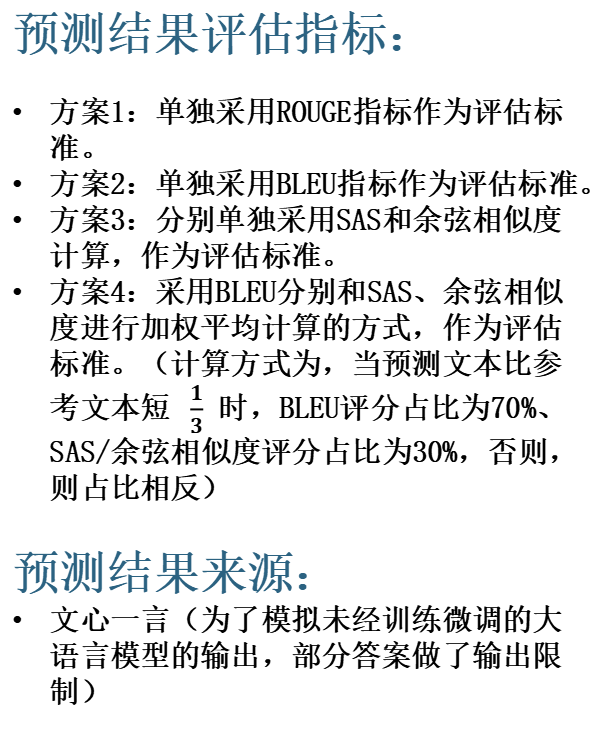 预测结果评估指标：
• 方案1：单独采用ROUGE指标作为评估标
准。
• 方案2：单独采用BLEU指标作为评估标准。
• 方案3：分别单独采用SAS和余弦相似度
计算，作为评估标准。
• 方案4：采用BLEU分别和SAS、余弦相似
度进行加权平均计算的方式，作为评估
标准。（计算方式为，当预测文本比参
考文本短 1/3 时，BLEU评分占比为70%、
SAS/余弦相似度评分占比为30%，否则，
则占比相反）
预测结果来源：
• 文心一言（为了模拟未经训练微调的大
语言模型的输出，部分答案做了输出限
制）